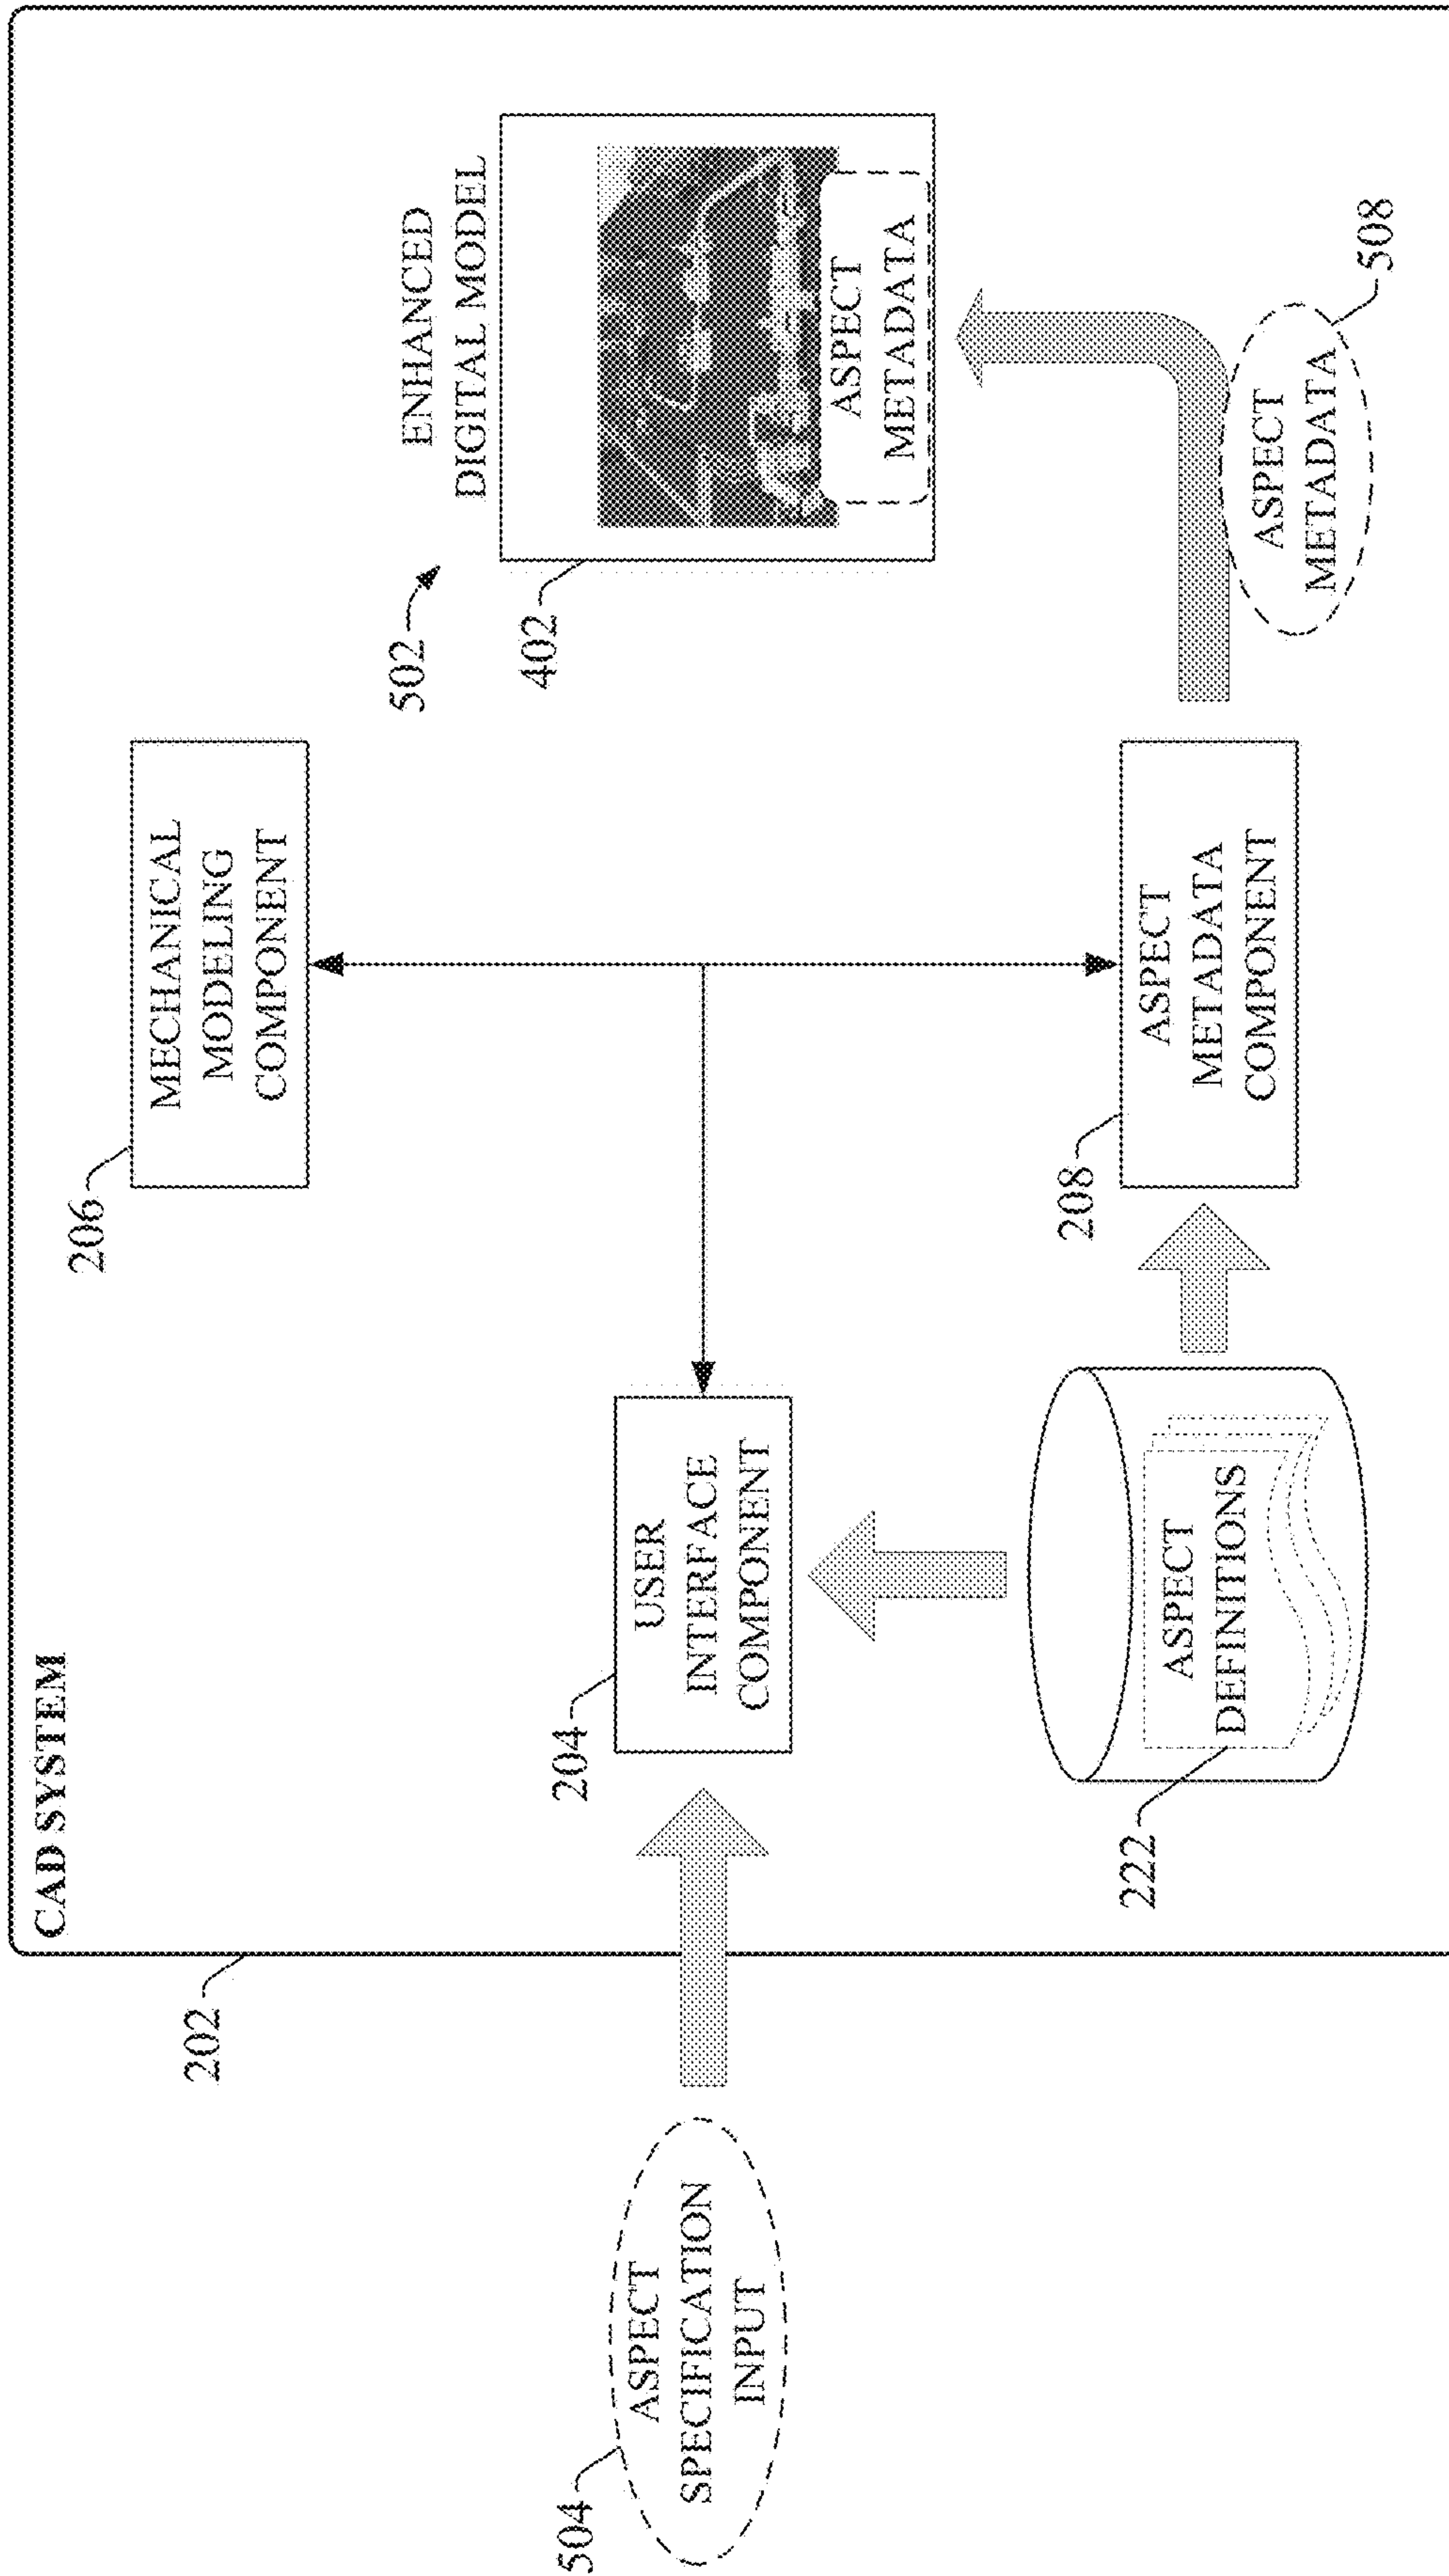 CAD SYSTEM
202
206
MECHANICAL
MODELING
COMPONENT
502
ENHANCED
DIGITAL MODEL
402
ASPECT
METADATA
504
ASPECT
SPECIFICATION
INPUT
204
USER
INTERFACE
COMPONENT
222
ASPECT
DEFINITIONS
208
ASPECT
METADATA
COMPONENT
ASPECT
METADATA
508